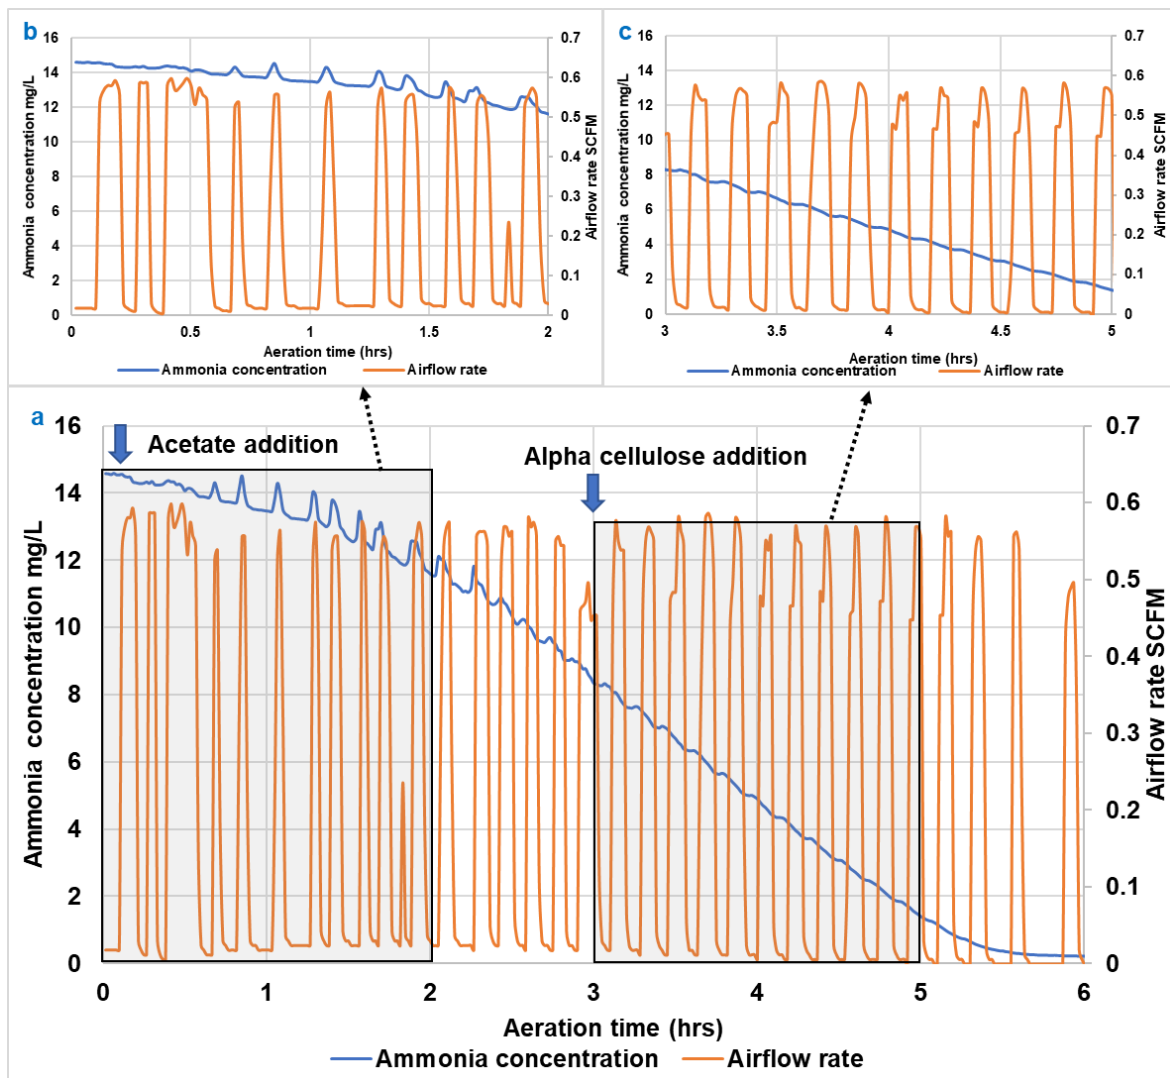 b
16
14
12
10
8
6
4
2
0
Ammonia concentration mg/L
0.7
0.6
0.5
0.4
0.3
0.2
0.1
0
Airflow rate SCFM
0 0.5 1 1.5 2
Aeration time (hrs)
Ammonia concentration Airflow rate
c
16
14
12
10
8
6
4
2
0
Ammonia concentration mg/L
0.7
0.6
0.5
0.4
0.3
0.2
0.1
0
Airflow rate SCFM
3 3.5 4 4.5 5
Aeration time (hrs)
Ammonia concentration Airflow rate
a
16
14
12
10
8
6
4
2
0
Ammonia concentration mg/L
Acetate addition
Alpha cellulose addition
0.7
0.6
0.5
0.4
0.3
0.2
0.1
0
Airflow rate SCFM
0 1 2 3 4 5 6
Aeration time (hrs)
Ammonia concentration Airflow rate